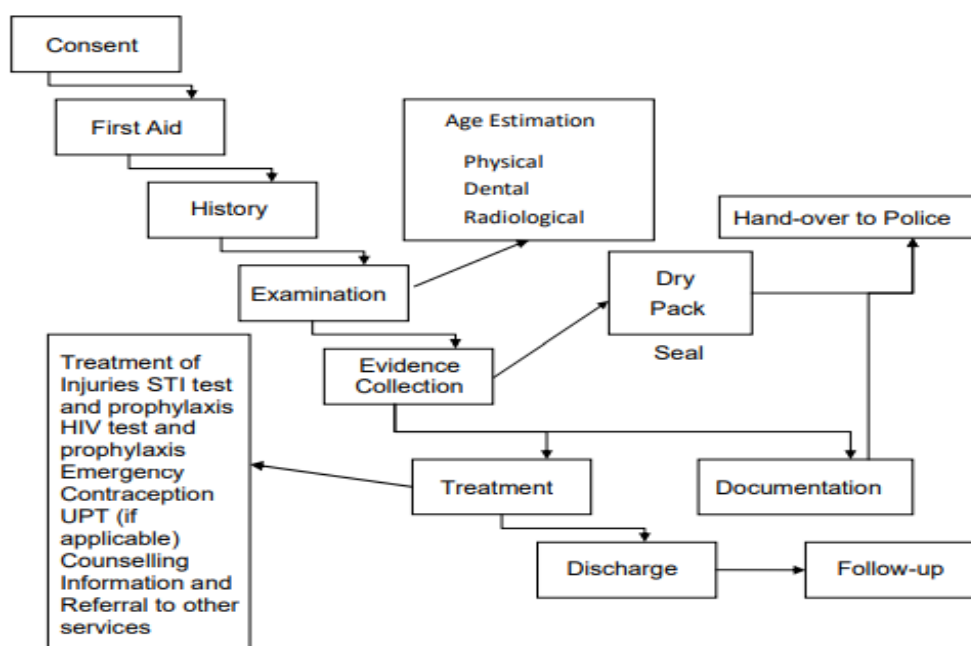 Consent
First Aid
History
Examination
Age Estimation
Physical
Dental
Radiological
Hand-over to Police
Dry
Pack
Seal
Evidence
Collection
Treatment
Documentation
Treatment of
Injuries STI test
and prophylaxis
HIV test and
prophylaxis
Emergency
Contraception
UPT (if
applicable)
Counselling
Information and
Referral to other
services
Discharge
Follow-up